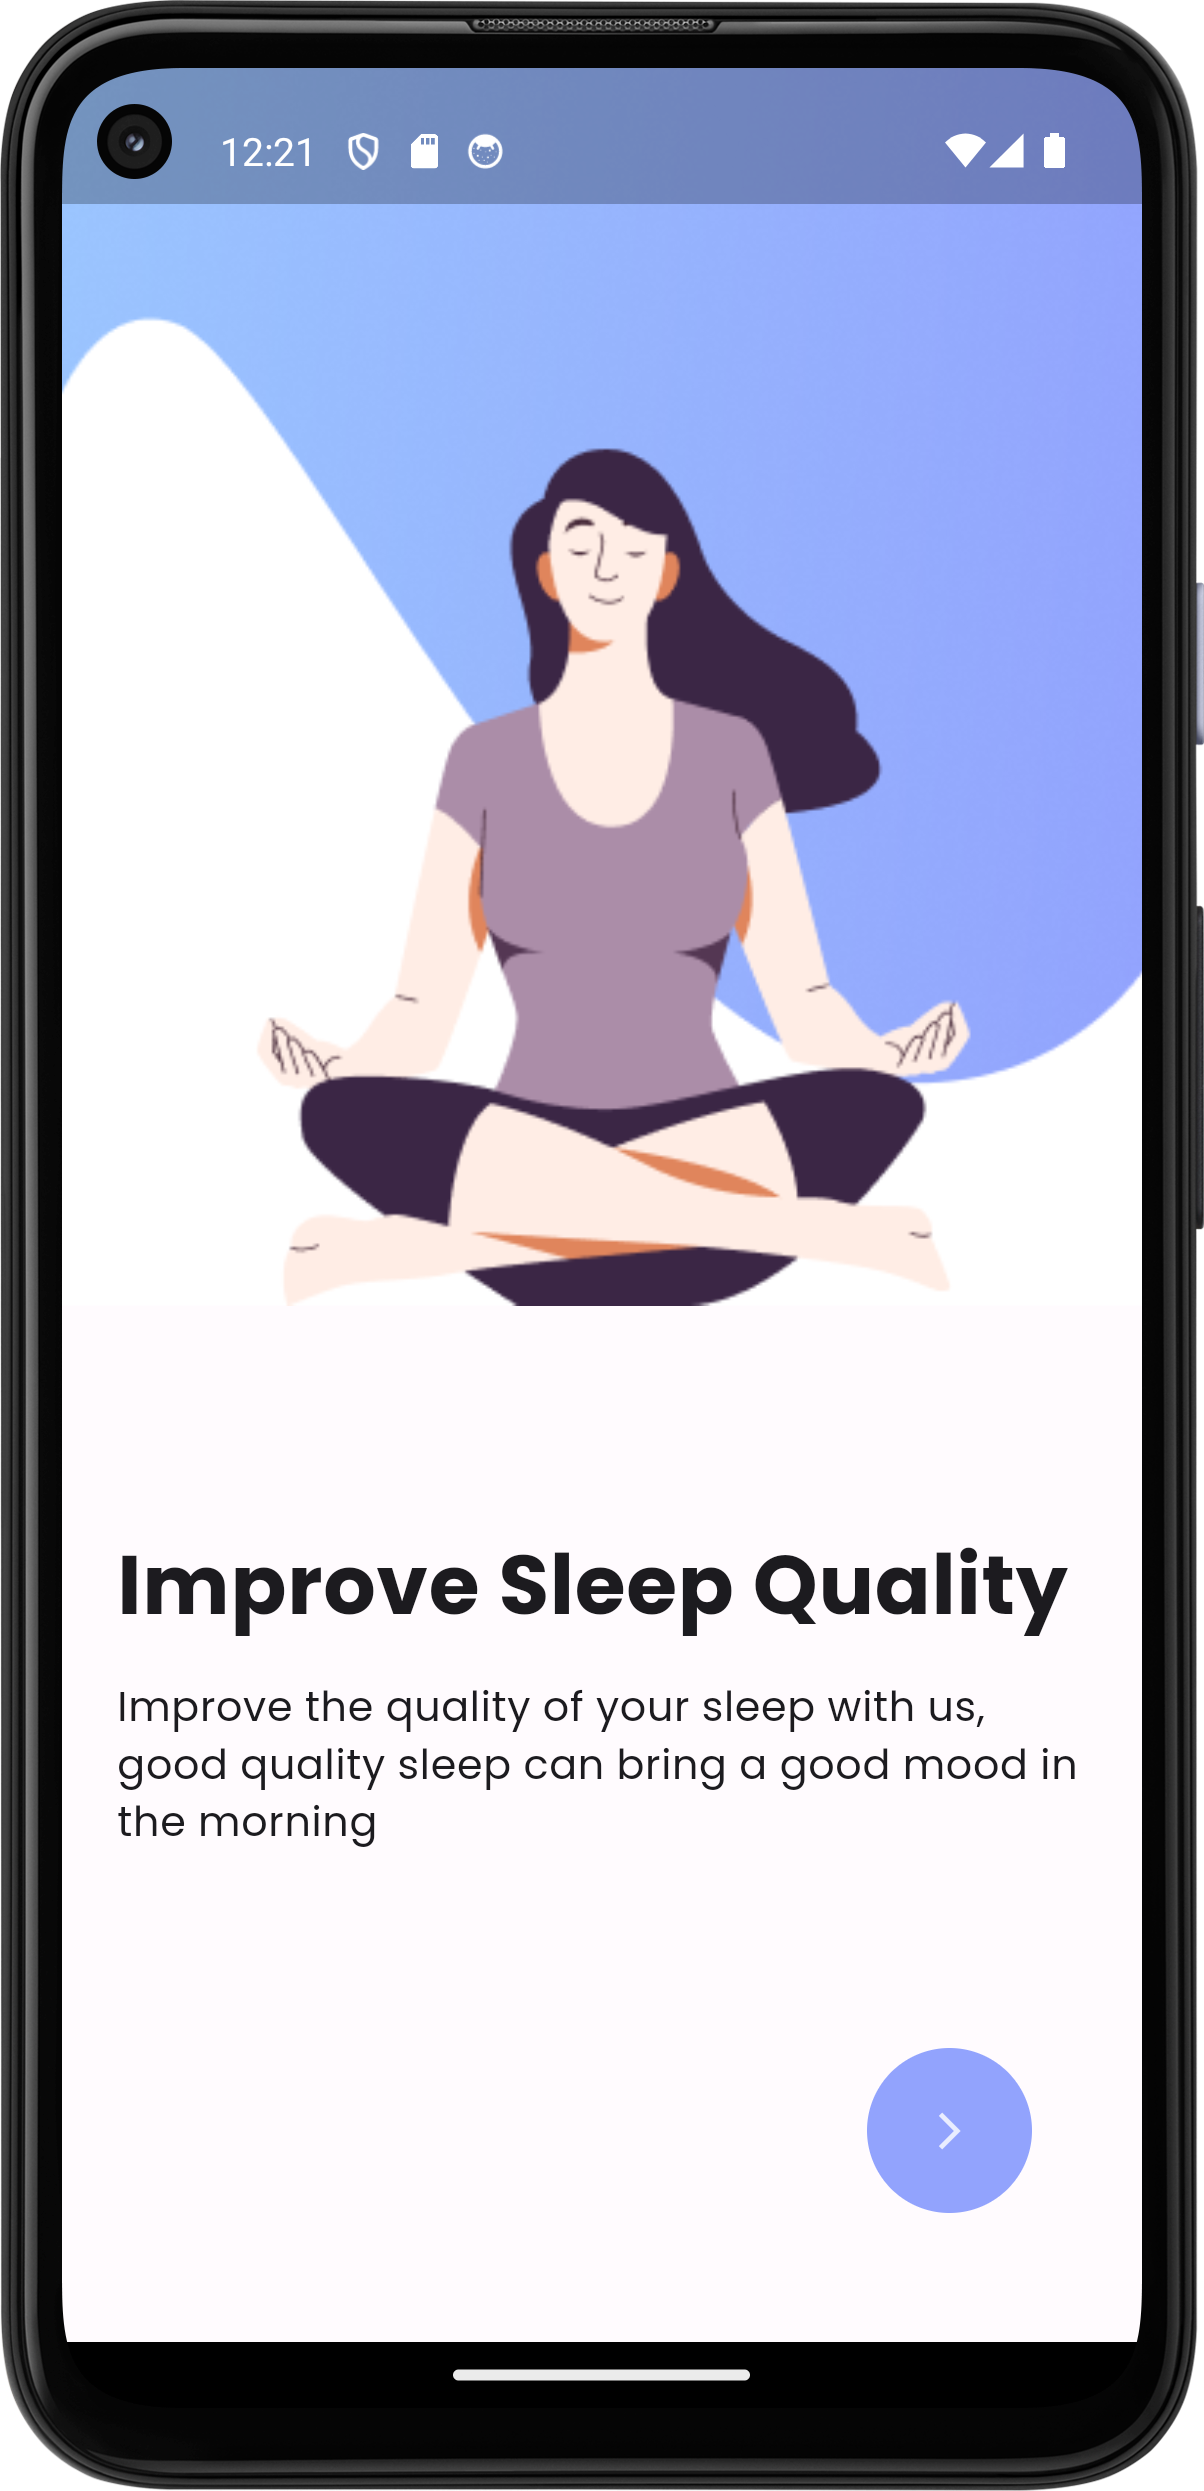 12:21
Improve Sleep Quality
Improve the quality of your sleep with us,
good quality sleep can bring a good mood in
the morning